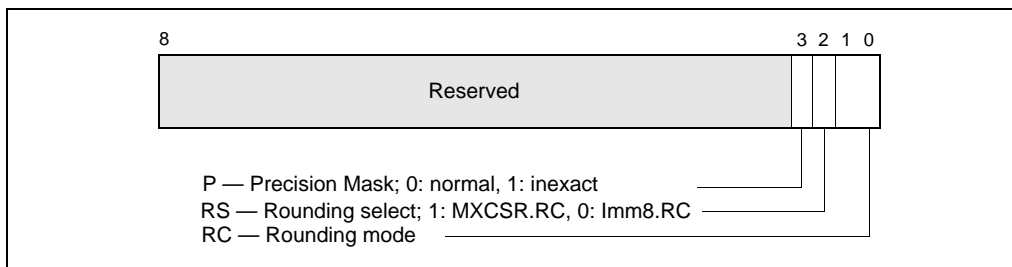 8 3 2 1 0
Reserved
P — Precision Mask; 0: normal, 1: inexact
RS — Rounding select; 1: MXCSR.RC, 0: Imm8.RC
RC — Rounding mode